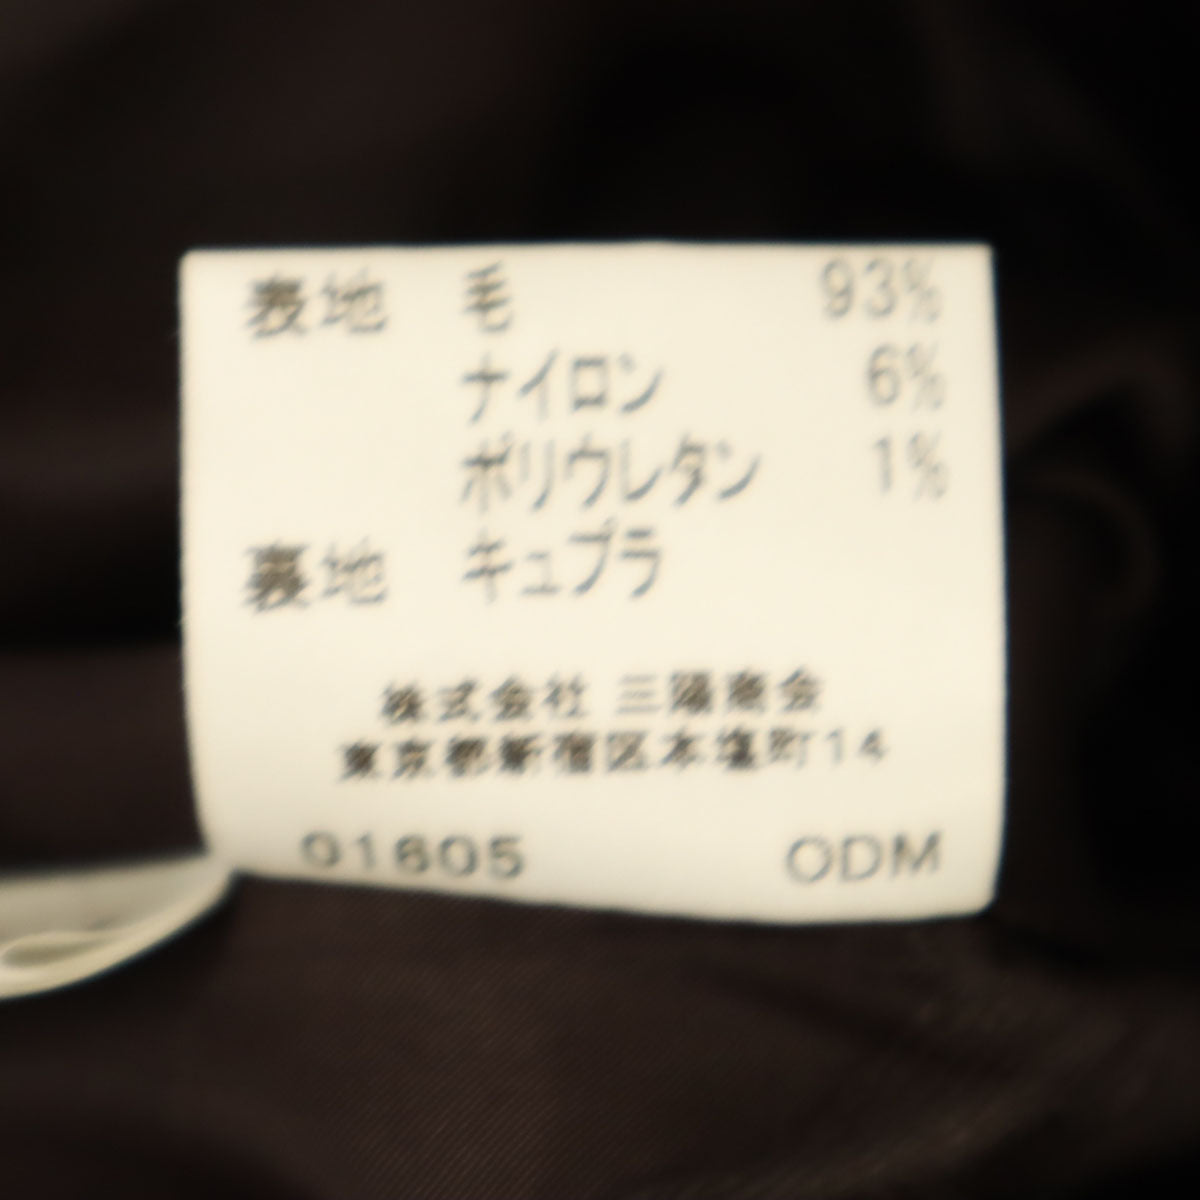 表地 毛 93%
ナイロン 6%
ポリウレタン 1%
裏地 キュプラ
株式会社 三陽商会
東京都新宿区本塩町14
01605 ODM